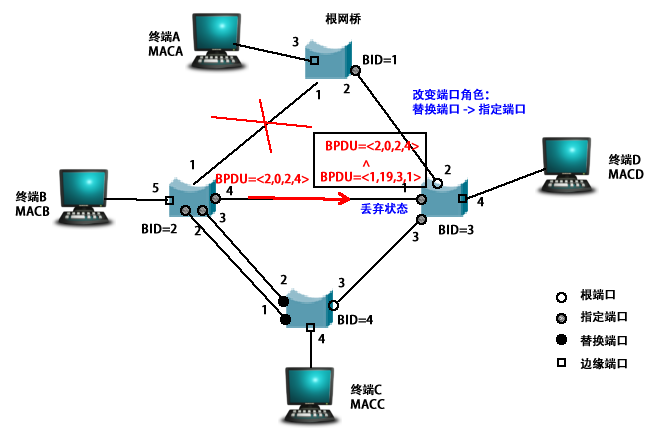 根网桥
终端A
MACA
3
BID=1
1
2
改变端口角色：
替换端口 -> 指定端口
BPDU=<2,0,2,4>
^
BPDU=<1,19,3,1>
1
BPDU=<2,0,2,4>
2
终端D
MACD
终端B
MACB
5
4
1
4
丢弃状态
BID=2
2
3
3
BID=3
2
3
1
BID=4
4
根端口
指定端口
替换端口
边缘端口
终端C
MACC